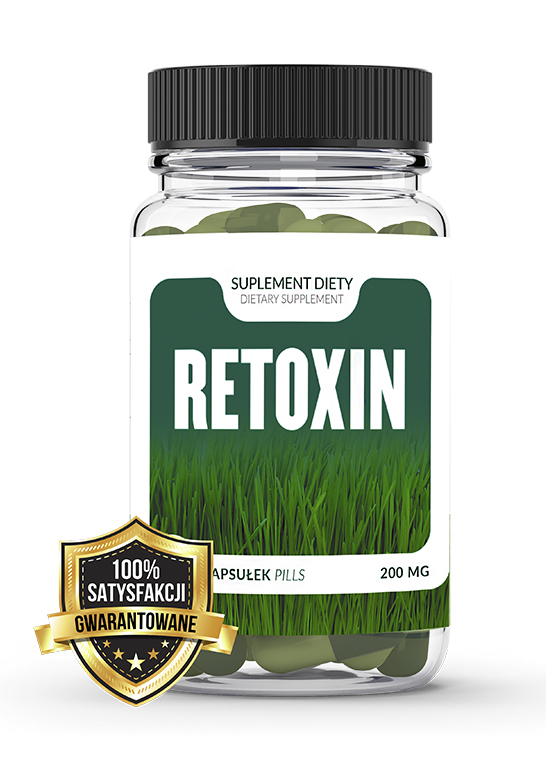 SUPLEMENT DIETY
DIETARY SUPPLEMENT
RETOXIN
APSUŁEK PILLS
200 MG
100%
SATYSFAKCJI
GWARANTOWANE